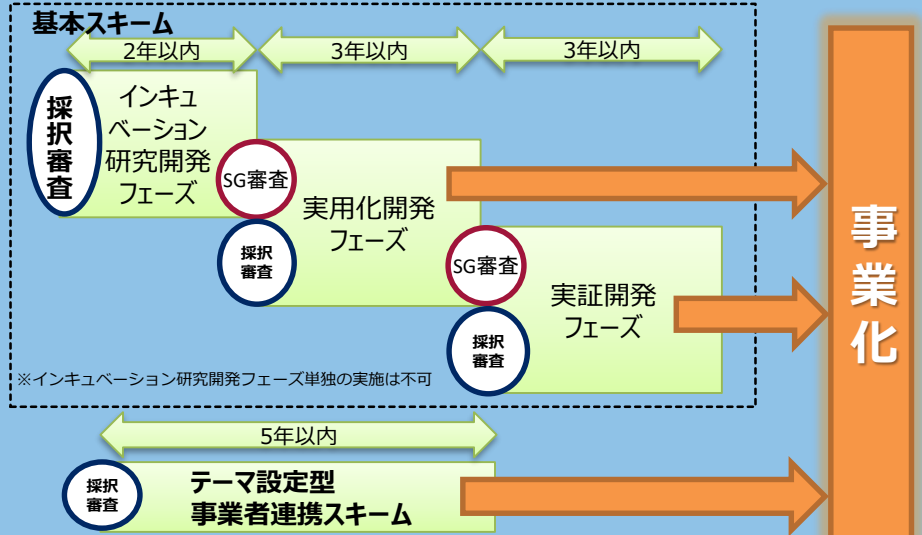 基本スキーム
2年以内
3年以内
3年以内
採択審査
インキュ
ベーション
研究開発
フェーズ
SG審査
採択
審査
実用化開発
フェーズ
SG審査
採択
審査
実証開発
フェーズ
※インキュベーション研究開発フェーズ単独の実施は不可
5年以内
採択
審査
テーマ設定型
事業者連携スキーム
事業化